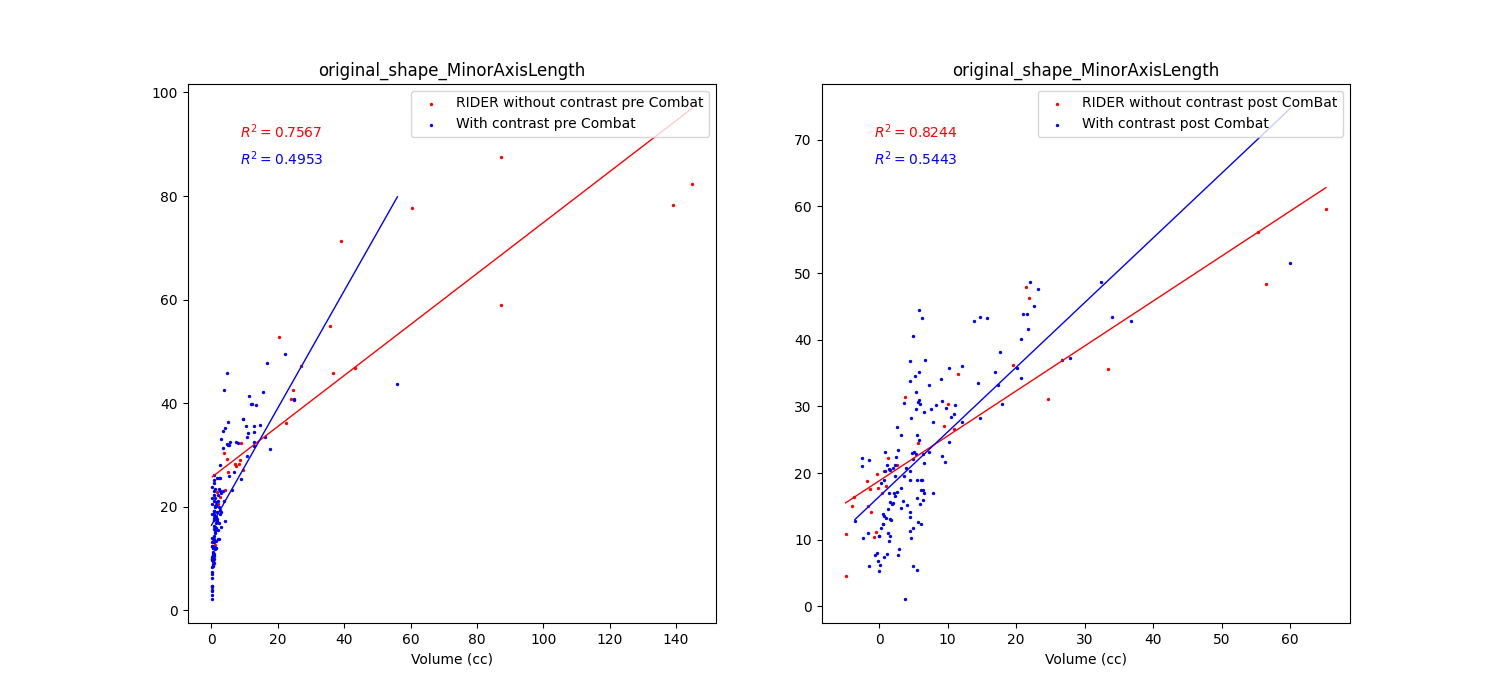 original_shape_MinorAxisLength
RIDER without contrast pre Combat
With contrast pre Combat
R² = 0.7567
R² = 0.4953
100
80
60
40
20
0
0 20 40 60 80 100 120 140
Volume (cc)
original_shape_MinorAxisLength
RIDER without contrast post ComBat
With contrast post Combat
R² = 0.8244
R² = 0.5443
70
60
50
40
30
20
10
0
0 10 20 30 40 50 60
Volume (cc)